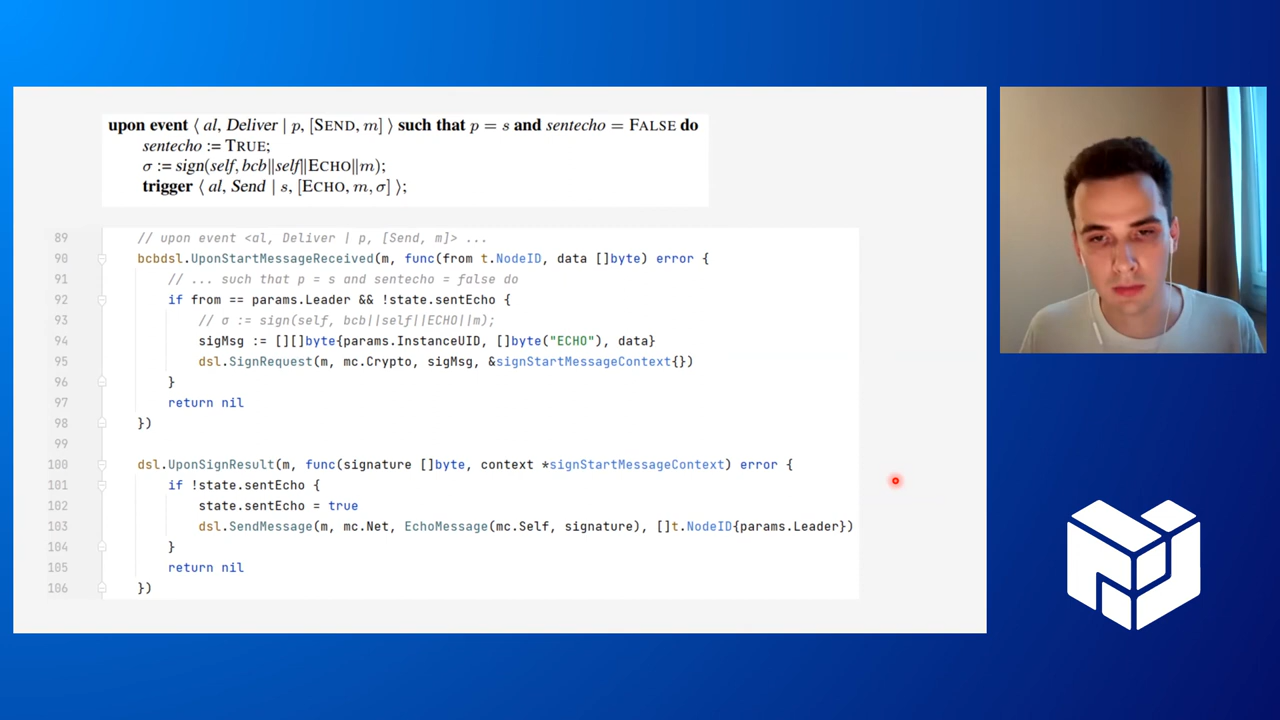 upon event ⟨ al, Deliver | p, [SEND, m] ⟩ such that p = s and sentecho = FALSE do
sentecho := TRUE;
σ := sign(self, bcb||self||ECHO||m);
trigger ⟨ al, Send | s, [ECHO, m, σ] ⟩;
89 // upon event <al, Deliver | p, [Send, m]> ...
90 bcbdsl.UponStartMessageReceived(m, func(from t.NodeID, data []byte) error {
91 // ... such that p = s and sentecho = false do
92 if from == params.Leader && !state.sentEcho {
93 // σ := sign(self, bcb||self||ECHO||m);
94 sigMsg := [][]byte{params.InstanceUID, []byte("ECHO"), data}
95 dsl.SignRequest(m, mc.Crypto, sigMsg, &signStartMessageContext{})
96 }
97 return nil
98 })
99
100 dsl.UponSignResult(m, func(signature []byte, context *signStartMessageContext) error {
101 if !state.sentEcho {
102 state.sentEcho = true
103 dsl.SendMessage(m, mc.Net, EchoMessage(mc.Self, signature), []t.NodeID{params.Leader})
104 }
105 return nil
106 })